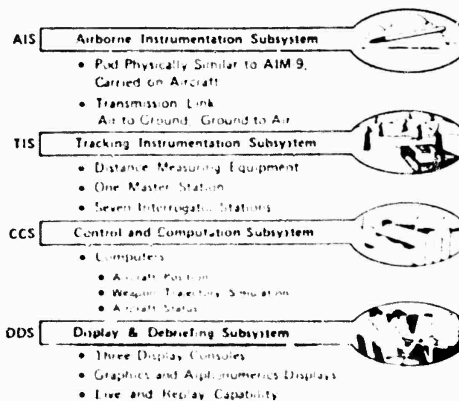 AIS Airborne Instrumentation Subsystem
• Pod Physically Similar to AIM 9,
Carried on Aircraft
• Transmission Link
Air to Ground, Ground to Air
TIS Tracking Instrumentation Subsystem
• Distance Measuring Equipment
• One Master Station
• Seven Interrogator Stations
CCS Control and Computation Subsystem
• Computers
• Aircraft Position
• Weapon Trajectory Simulation
• Aircraft Status
DDS Display & Debriefing Subsystem
• Three Display Consoles
• Graphics and Alphanumerics Displays
• Live and Replay Capability